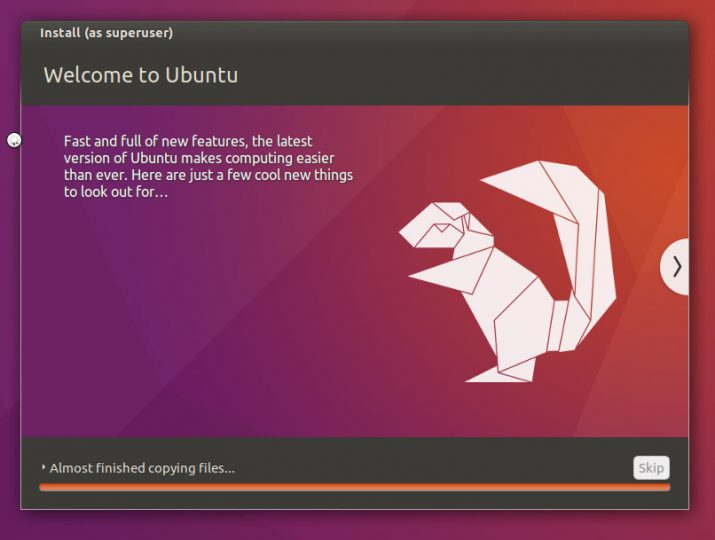 Install (as superuser)
Welcome to Ubuntu
Fast and full of new features, the latest
version of Ubuntu makes computing easier
than ever. Here are just a few cool new things
to look out for…
Almost finished copying files...
Skip